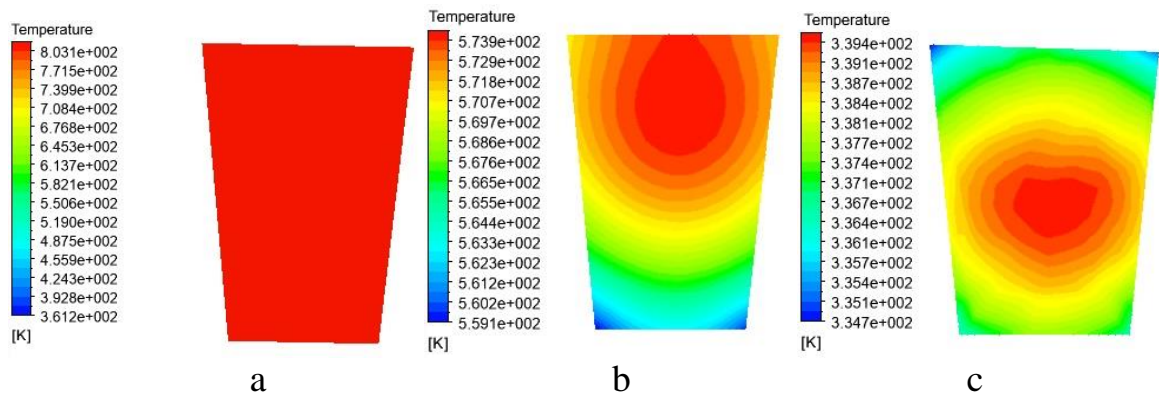 Temperature
8.031e+002
7.715e+002
7.399e+002
7.084e+002
6.768e+002
6.453e+002
6.137e+002
5.821e+002
5.506e+002
5.190e+002
4.875e+002
4.559e+002
4.243e+002
3.928e+002
3.612e+002
[K]
a
Temperature
5.739e+002
5.729e+002
5.718e+002
5.707e+002
5.697e+002
5.686e+002
5.676e+002
5.665e+002
5.655e+002
5.644e+002
5.633e+002
5.623e+002
5.612e+002
5.602e+002
5.591e+002
[K]
b
Temperature
3.394e+002
3.391e+002
3.387e+002
3.384e+002
3.381e+002
3.377e+002
3.374e+002
3.371e+002
3.367e+002
3.364e+002
3.361e+002
3.357e+002
3.354e+002
3.351e+002
3.347e+002
[K]
c